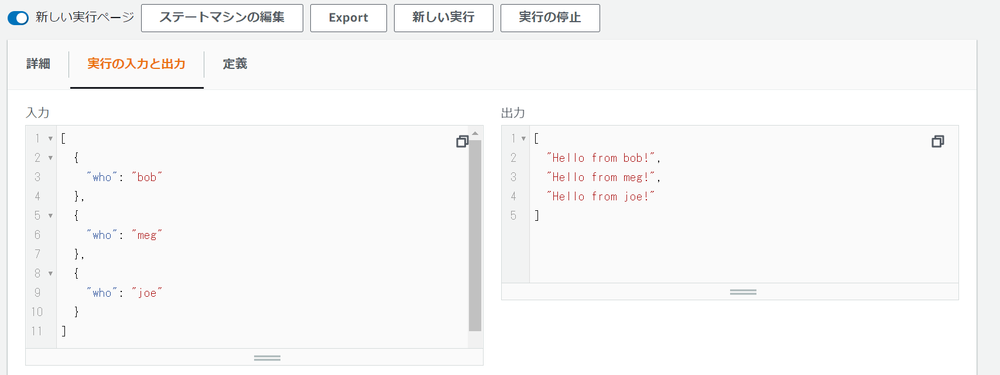 新しい実行ページ ステートマシンの編集 Export 新しい実行 実行の停止
詳細 実行の入力と出力 定義
入力
1 [
2 {
3 "who": "bob"
4 },
5 {
6 "who": "meg"
7 },
8 {
9 "who": "joe"
10 }
11 ]
出力
1 [
2 "Hello from bob!",
3 "Hello from meg!",
4 "Hello from joe!"
5 ]